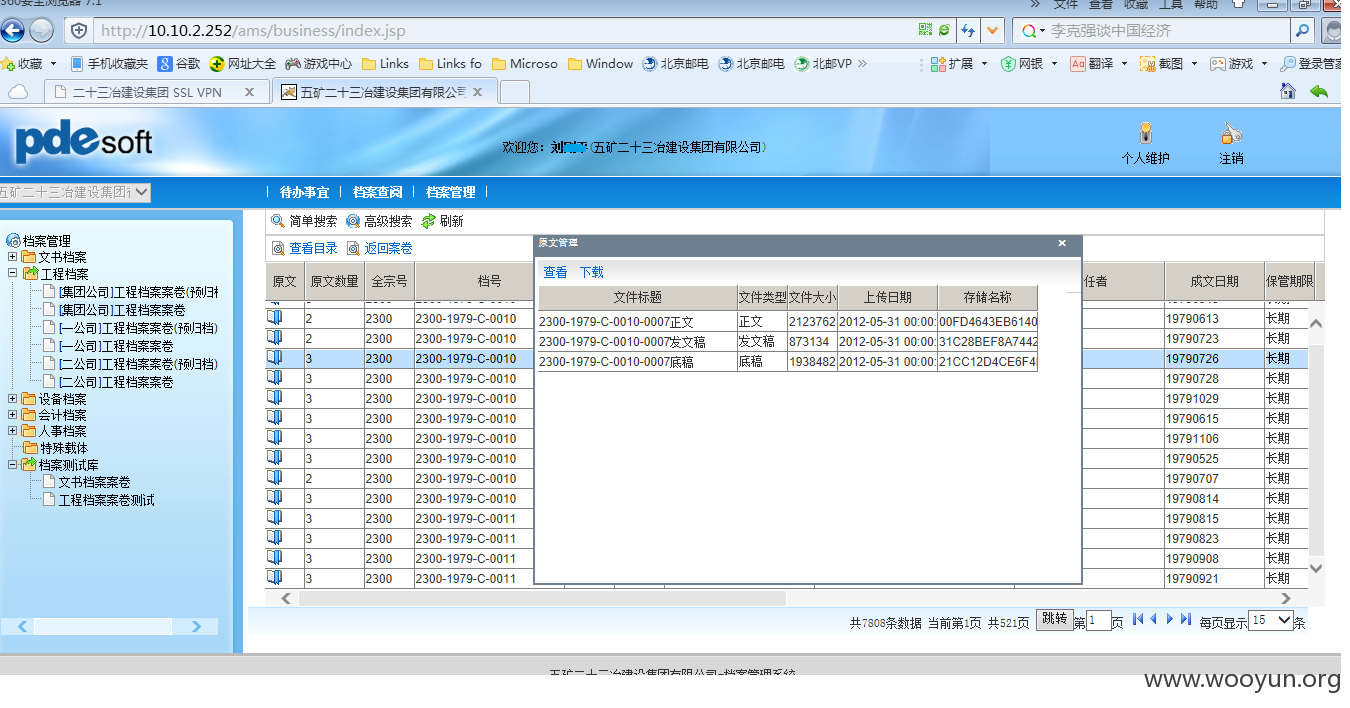 360安全浏览器 7.1
» 文件 查看 收藏 工具 帮助
http://10.10.2.252/ams/business/index.jsp
李克强谈中国经济
收藏 手机收藏夹 谷歌 网址大全 游戏中心 Links Links fo Microso Window 北京邮电 北京邮电 北邮VP » 扩展 网银 翻译 截图 游戏 登录管家
二十三冶建设集团 SSL VPN x 五矿二十三冶建设集团有限公司 x
pdesoft
欢迎您: (五矿二十三冶建设集团有限公司)
个人维护 注销
五矿二十三冶建设集团有
待办事宜 | 档案查阅 | 档案管理 |
简单搜索 高级搜索 刷新
查看目录 返回案卷
档案管理
文书档案
工程档案
[集团公司]工程档案案卷(预归档
[集团公司]工程档案案卷
[一公司]工程档案案卷(预归档)
[一公司]工程档案案卷
[二公司]工程档案案卷(预归档)
[二公司]工程档案案卷
设备档案
会计档案
人事档案
特殊载体
档案测试库
文书档案案卷
工程档案案卷测试
原文 原文数量 全宗号 档号 任者 成文日期 保管期限
2 2300 2300-1979-C-0010 19790613 长期
2 2300 2300-1979-C-0010 19790723 长期
3 2300 2300-1979-C-0010 19790726 长期
3 2300 2300-1979-C-0010 19790728 长期
3 2300 2300-1979-C-0010 19791029 长期
3 2300 2300-1979-C-0010 19790615 长期
3 2300 2300-1979-C-0010 19791106 长期
3 2300 2300-1979-C-0010 19790525 长期
2 2300 2300-1979-C-0010 19790707 长期
3 2300 2300-1979-C-0010 19790814 长期
3 2300 2300-1979-C-0011 19790815 长期
3 2300 2300-1979-C-0011 19790823 长期
3 2300 2300-1979-C-0011 19790908 长期
3 2300 2300-1979-C-0011 19790921 长期
原文管理 ×
查看 下载
文件标题 文件类型 文件大小 上传日期 存储名称
2300-1979-C-0010-0007正文 正文 2123762 2012-05-31 00:00: 00FD4643EB6140
2300-1979-C-0010-0007发文稿 发文稿 873134 2012-05-31 00:00: 31C28BEF8A7442
2300-1979-C-0010-0007底稿 底稿 1938482 2012-05-31 00:00: 21CC12D4CE6F4
共7808条数据 当前第1页 共521页 跳转 第 1 页 每页显示 15 条
五矿二十三冶建设集团有限公司-档案管理系统
www.wooyun.org